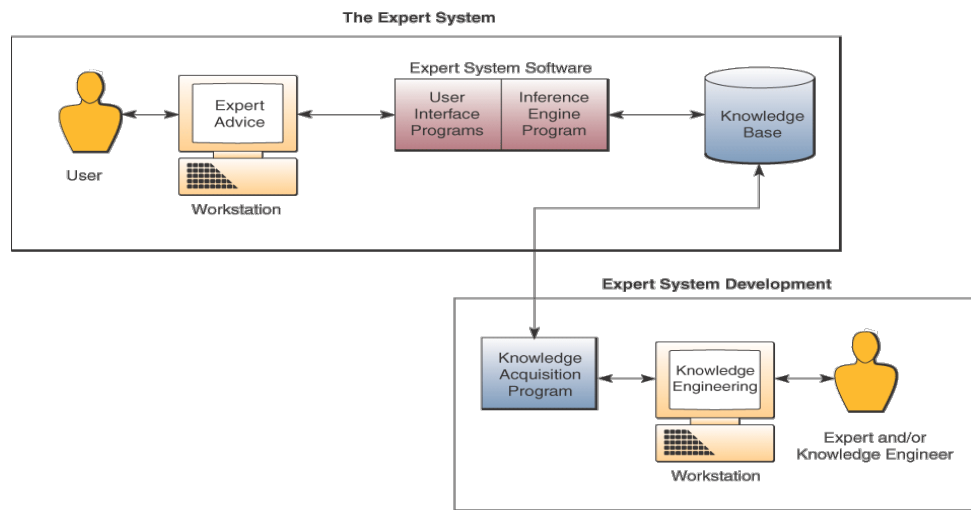 The Expert System
Expert System Software
User
Interface
Programs
Inference
Engine
Program
Expert
Advice
Knowledge
Base
User
Workstation
Expert System Development
Knowledge
Acquisition
Program
Knowledge
Engineering
Expert and/or
Knowledge Engineer
Workstation